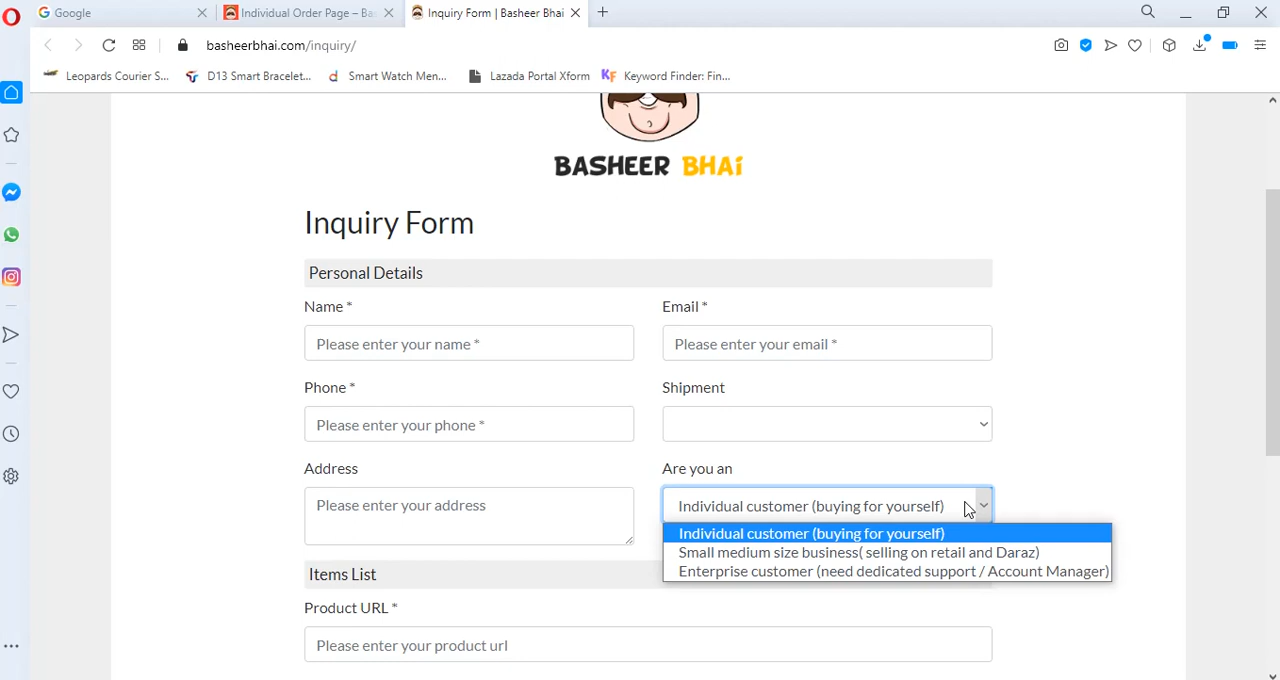 Google
Individual Order Page – Bas
Inquiry Form | Basheer Bhai
basheerbhai.com/inquiry/
Leopards Courier S...
D13 Smart Bracelet...
Smart Watch Men...
Lazada Portal Xform
KF Keyword Finder: Fin...
BASHEER BHAi
Inquiry Form
Personal Details
Name *
Email *
Please enter your name *
Please enter your email *
Phone *
Shipment
Please enter your phone *
Address
Are you an
Please enter your address
Individual customer (buying for yourself)
Individual customer (buying for yourself)
Small medium size business( selling on retail and Daraz)
Enterprise customer (need dedicated support / Account Manager)
Items List
Product URL *
Please enter your product url